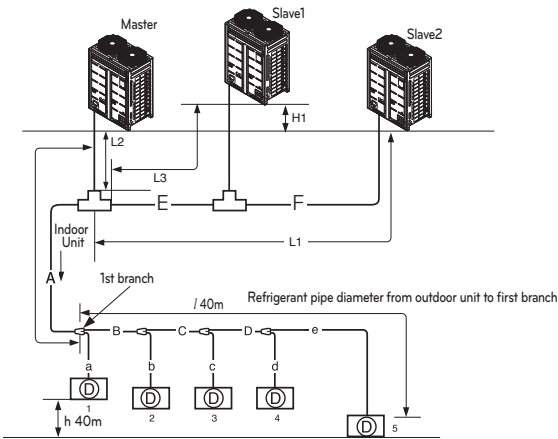 Master
Slave1
Slave2
H1
L2
L3
E
F
L1
Indoor
Unit
A
1st branch
l 40m
Refrigerant pipe diameter from outdoor unit to first branch
B
C
D
e
a
b
c
d
D
D
D
D
D
1
2
3
4
5
h 40m